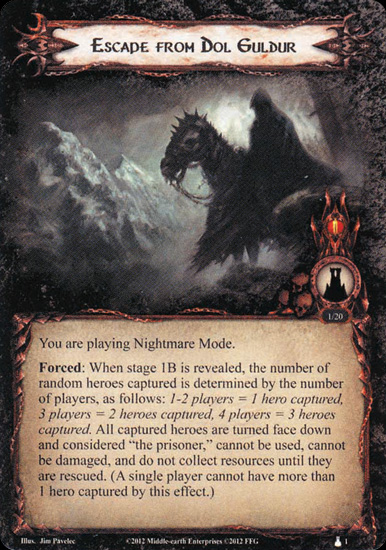 Escape from Dol Guldur
1/20
You are playing Nightmare Mode.
Forced: When stage 1B is revealed, the number
of random heroes captured is determined by the number
of players, as follows: 1-2 players = 1 hero captured,
3 players = 2 heroes captured, 4 players = 3 heroes
captured. All captured heroes are turned face down
and considered “the prisoner,” cannot be used, cannot
be damaged, and do not collect resources until they
are rescued. (A single player cannot have more than
1 hero captured by this effect.)
Illus. Jim Pavelec ©2012 Middle-earth Enterprises ©2012 FFG 1